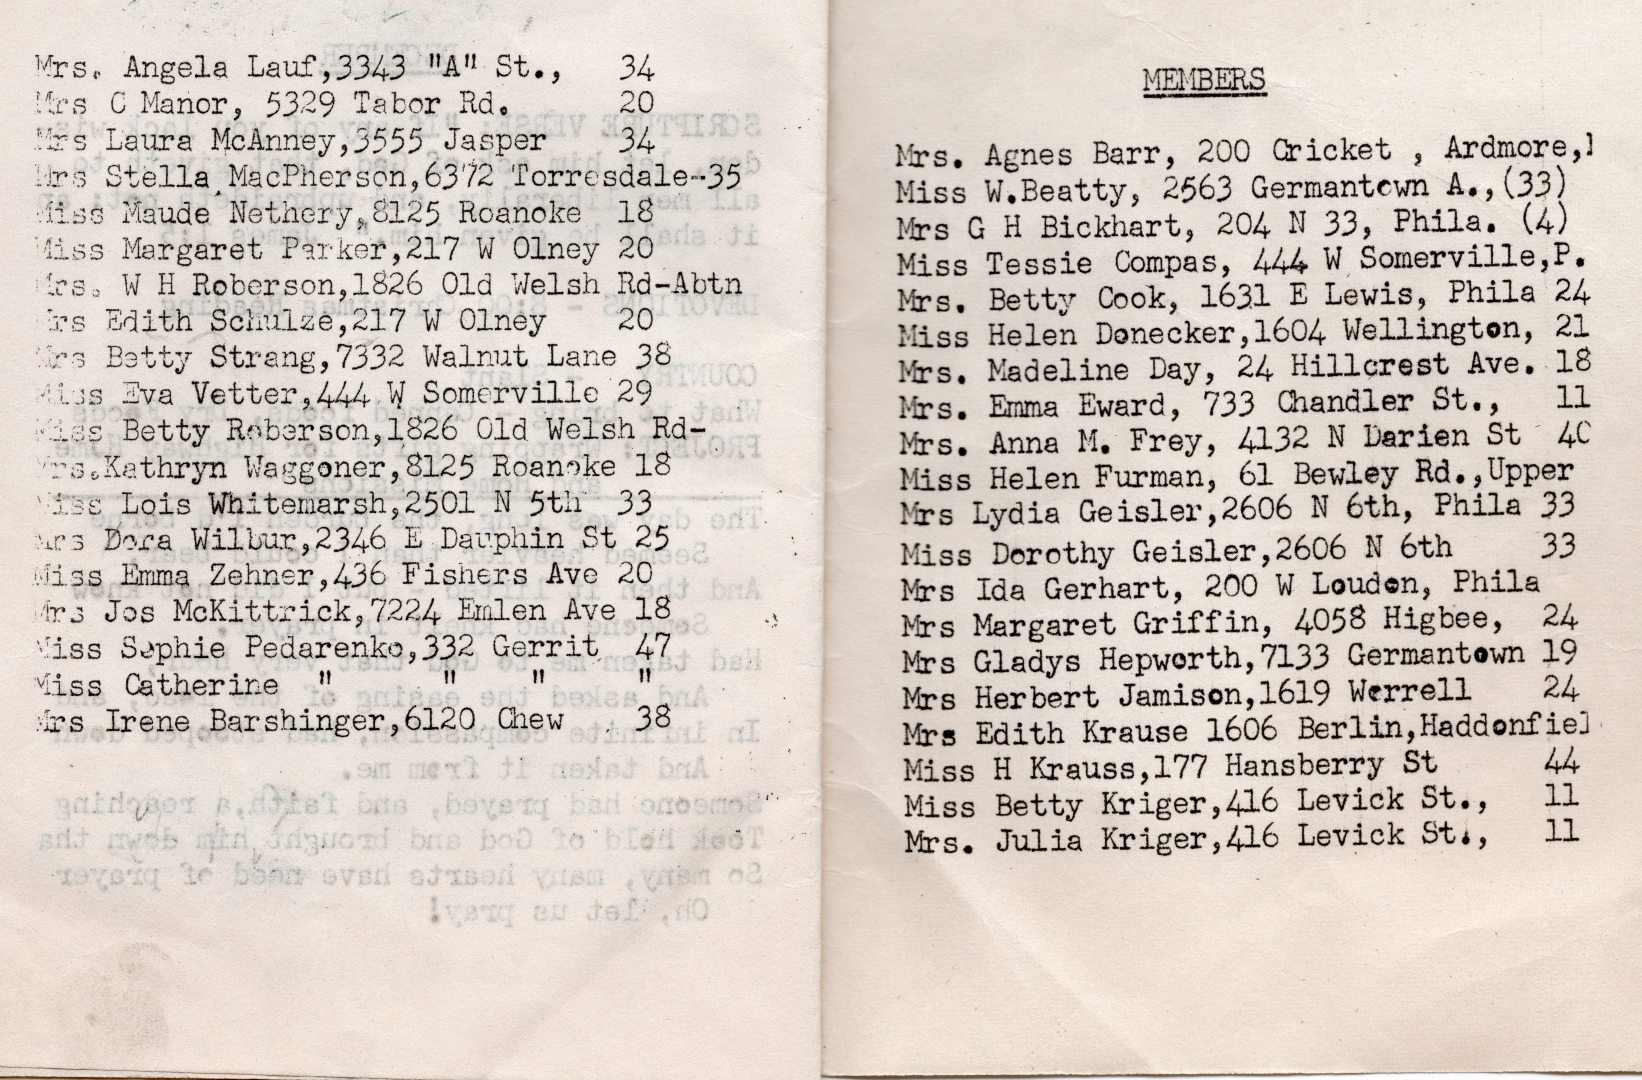 Mrs. Angela Lauf,3343 "A" St., 34
Mrs C Manor, 5329 Tabor Rd. 20
Mrs Laura McAnney,3555 Jasper 34
Mrs Stella MacPherson,6372 Torresdale--35
Miss Maude Nethery,8125 Roanoke 18
Miss Margaret Parker,217 W Olney 20
Mrs. W H Roberson,1826 Old Welsh Rd-Abtn
Mrs Edith Schulze,217 W Olney 20
Mrs Betty Strang,7332 Walnut Lane 38
Miss Eva Vetter,444 W Somerville 29
Miss Betty Roberson,1826 Old Welsh Rd-
Mrs.Kathryn Waggoner,8125 Roanoke 18
Miss Lois Whitemarsh,2501 N 5th 33
Mrs Dora Wilbur,2346 E Dauphin St 25
Miss Emma Zehner,436 Fishers Ave 20
Mrs Jos McKittrick,7224 Emlen Ave 18
Miss Sophie Pedarenko,332 Gerrit 47
Miss Catherine " " " "
Mrs Irene Barshinger,6120 Chew 38
MEMBERS
Mrs. Agnes Barr, 200 Cricket , Ardmore,
Miss W.Beatty, 2563 Germantown A.,(33)
Mrs G H Bickhart, 204 N 33, Phila. (4)
Miss Tessie Compas, 444 W Somerville,P.
Mrs. Betty Cook, 1631 E Lewis, Phila 24
Miss Helen Donecker,1604 Wellington, 21
Mrs. Madeline Day, 24 Hillcrest Ave. 18
Mrs. Emma Eward, 733 Chandler St., 11
Mrs. Anna M. Frey, 4132 N Darien St 40
Miss Helen Furman, 61 Bewley Rd.,Upper
Mrs Lydia Geisler,2606 N 6th, Phila 33
Miss Dorothy Geisler,2606 N 6th 33
Mrs Ida Gerhart, 200 W Loudon, Phila
Mrs Margaret Griffin, 4058 Higbee, 24
Mrs Gladys Hepworth,7133 Germantown 19
Mrs Herbert Jamison,1619 Worrell 24
Mrs Edith Krause 1606 Berlin,Haddonfiel
Miss H Krauss,177 Hansberry St 44
Miss Betty Kriger,416 Levick St., 11
Mrs. Julia Kriger,416 Levick St., 11